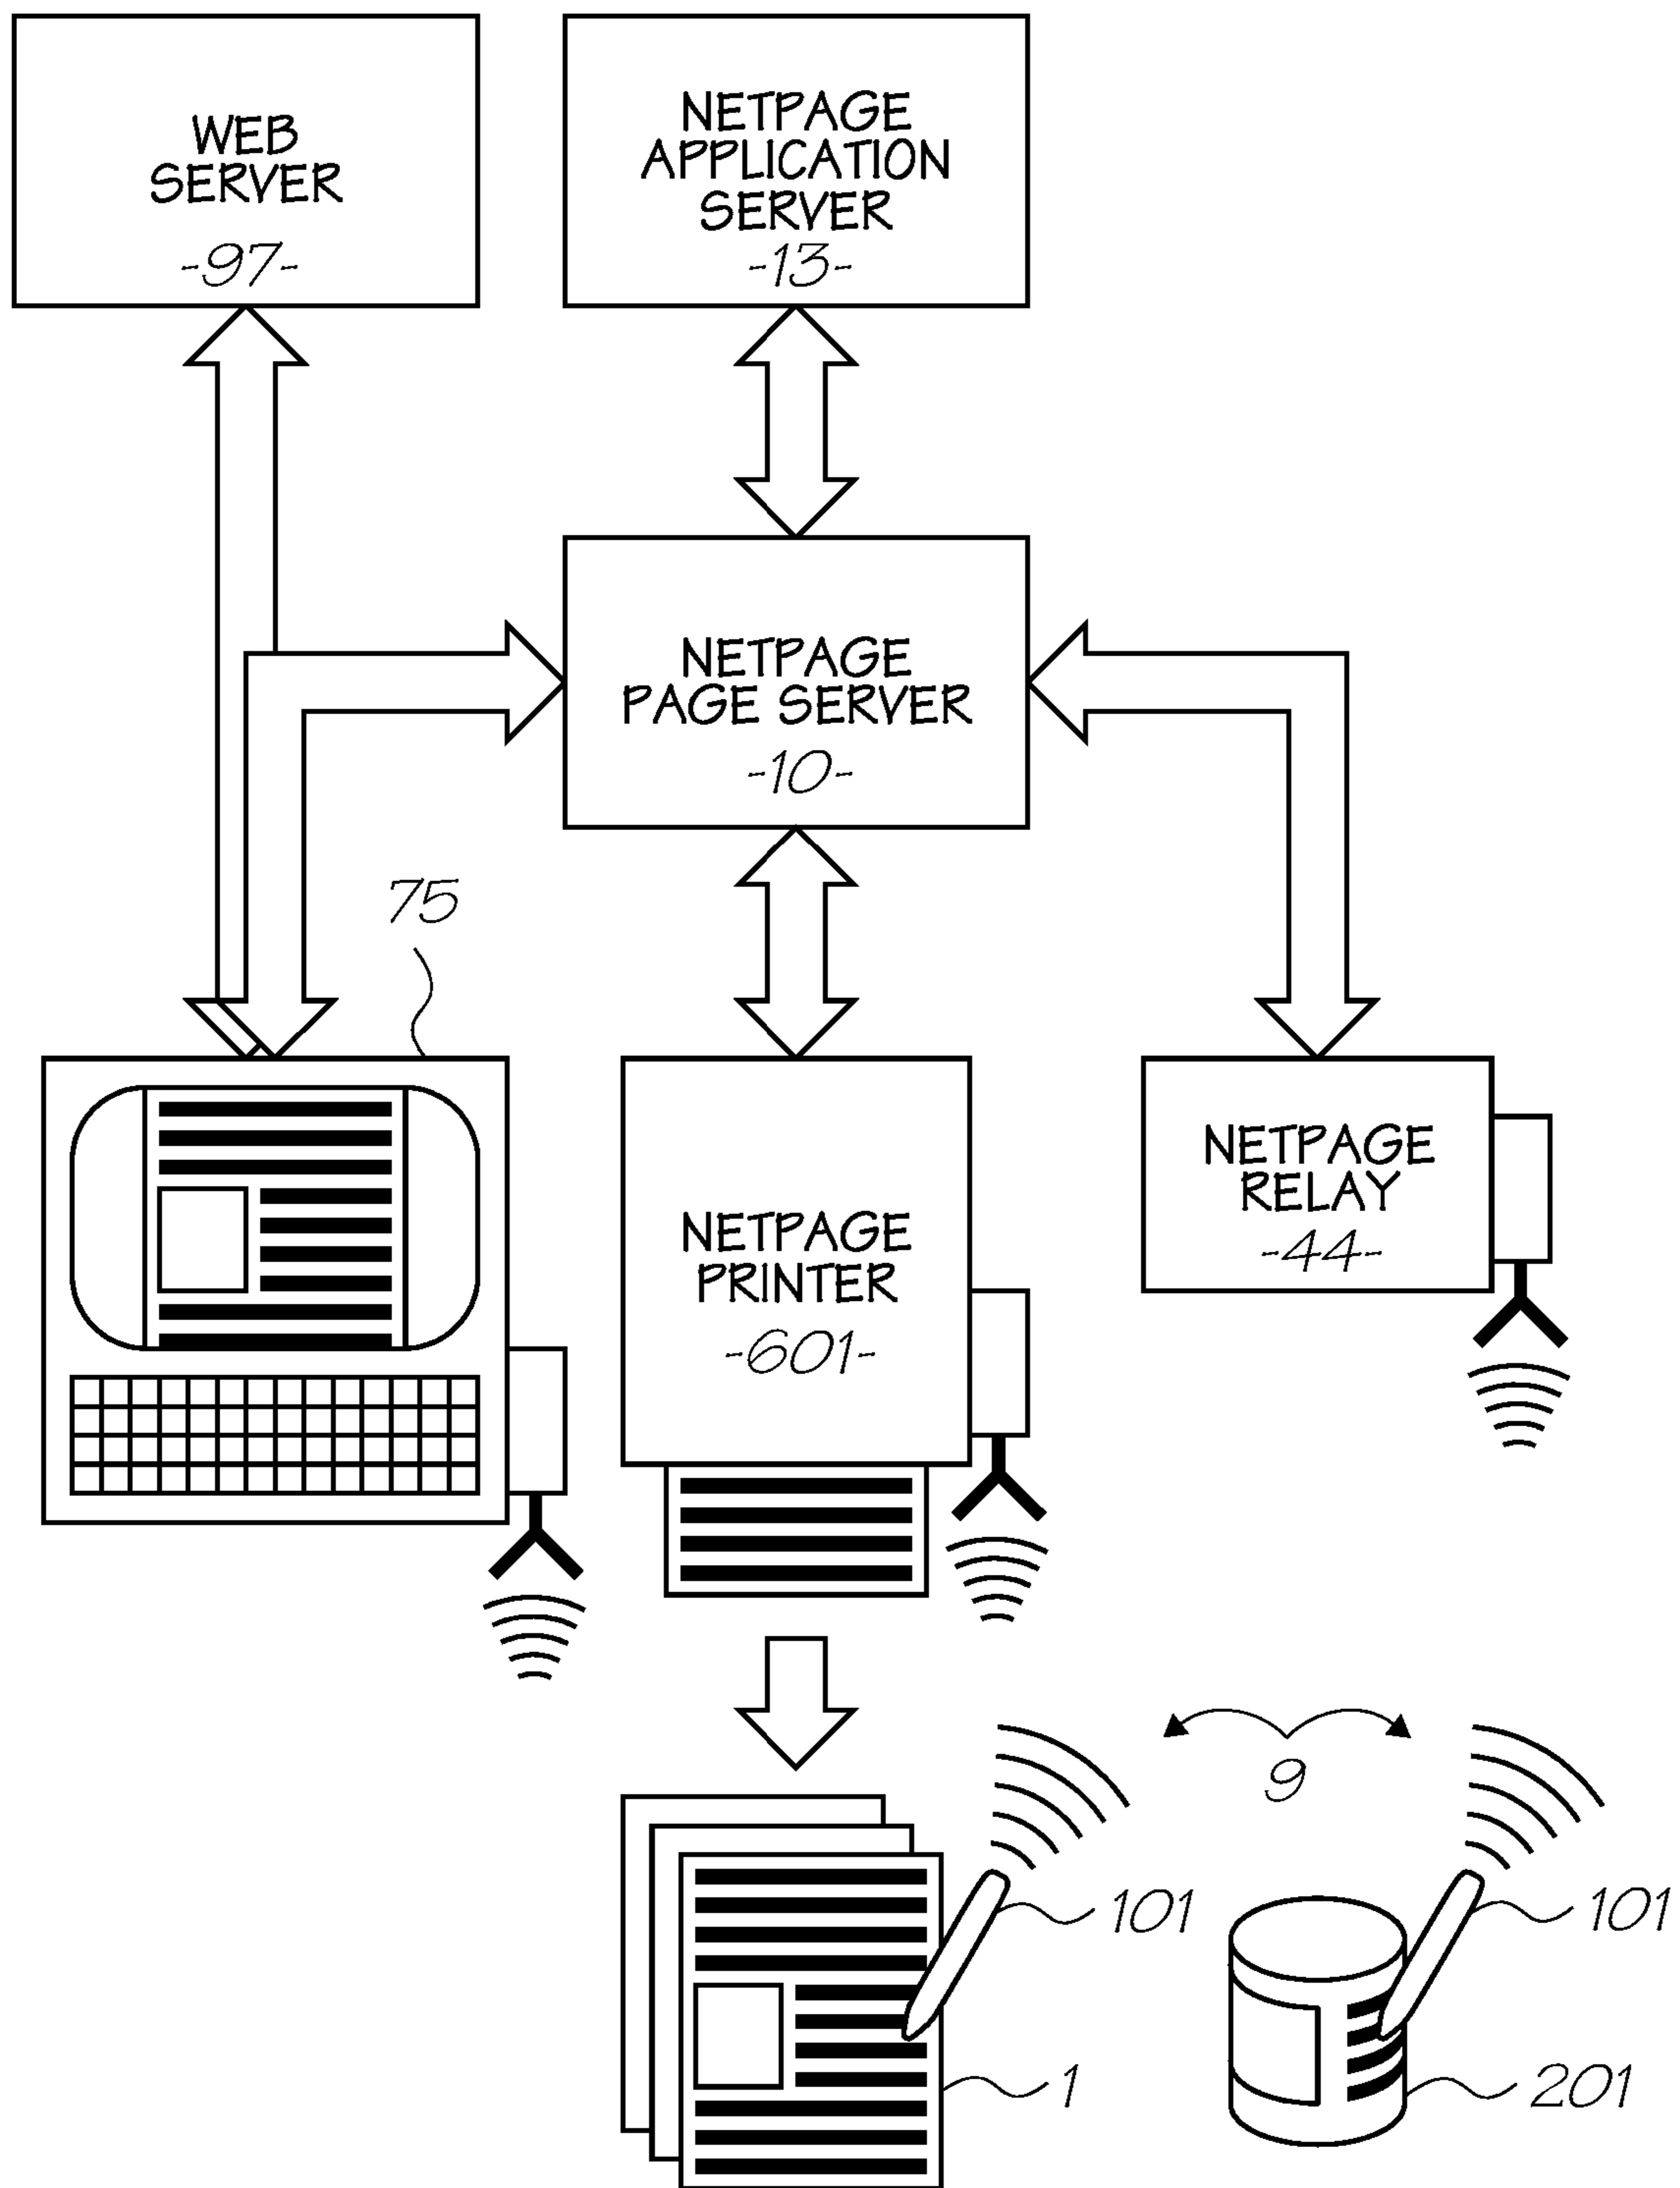 WEB
SERVER
-97-
NETPAGE
APPLICATION
SERVER
-13-
NETPAGE
PAGE SERVER
-10-
75
NETPAGE
PRINTER
-601-
NETPAGE
RELAY
-44-
9
101
101
1
201